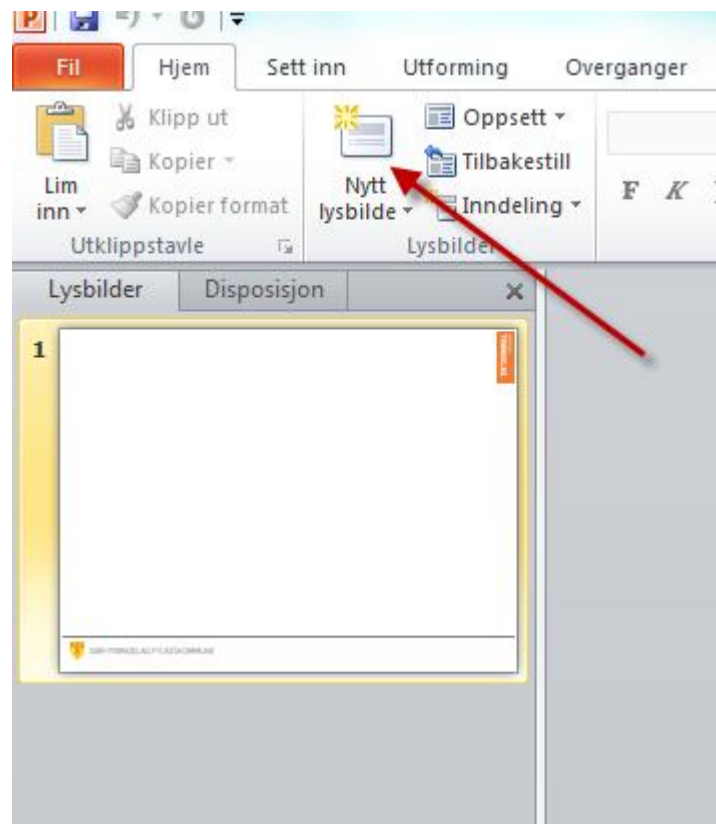 P
Fil Hjem Sett inn Utforming Overganger
Klipp ut
Kopier
Kopier format
Lim
inn
Utklippstavle
Nytt
lysbilde
Oppsett
Tilbakestill
Inndeling
Lysbilder
F K
Lysbilder Disposisjon
1